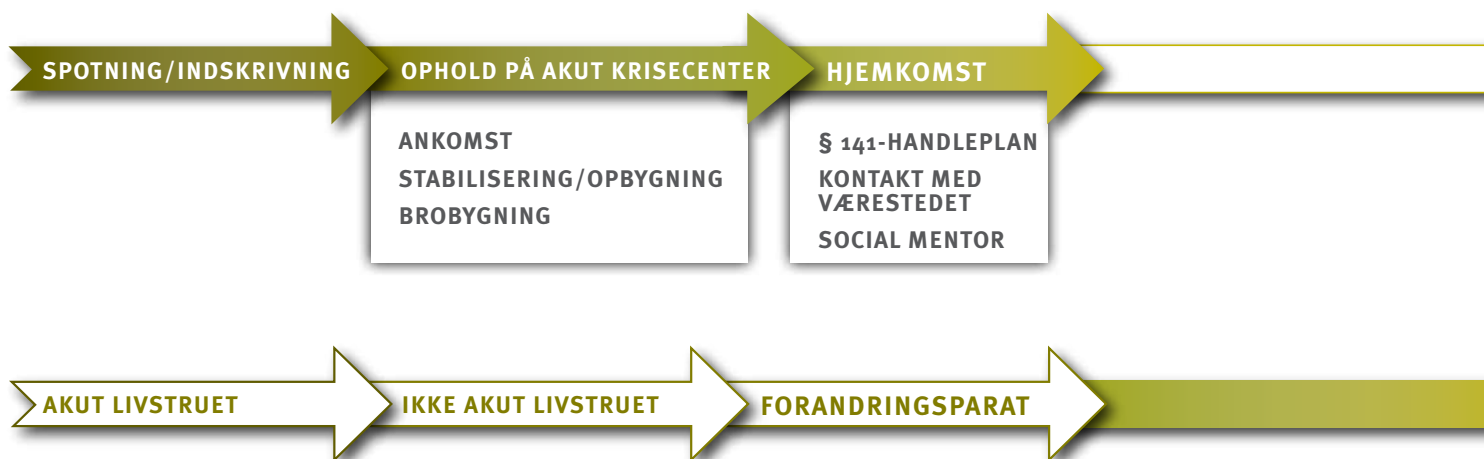 SPOTNING/INDSKRIVNING
OPHOLD PÅ AKUT KRISECENTER
HJEMKOMST
ANKOMST
STABILISERING/OPBYGNING
BROBYGNING
§ 141-HANDLEPLAN
KONTAKT MED
VÆRESTEDET
SOCIAL MENTOR
AKUT LIVSTRUET
IKKE AKUT LIVSTRUET
FORANDRINGSPARAT